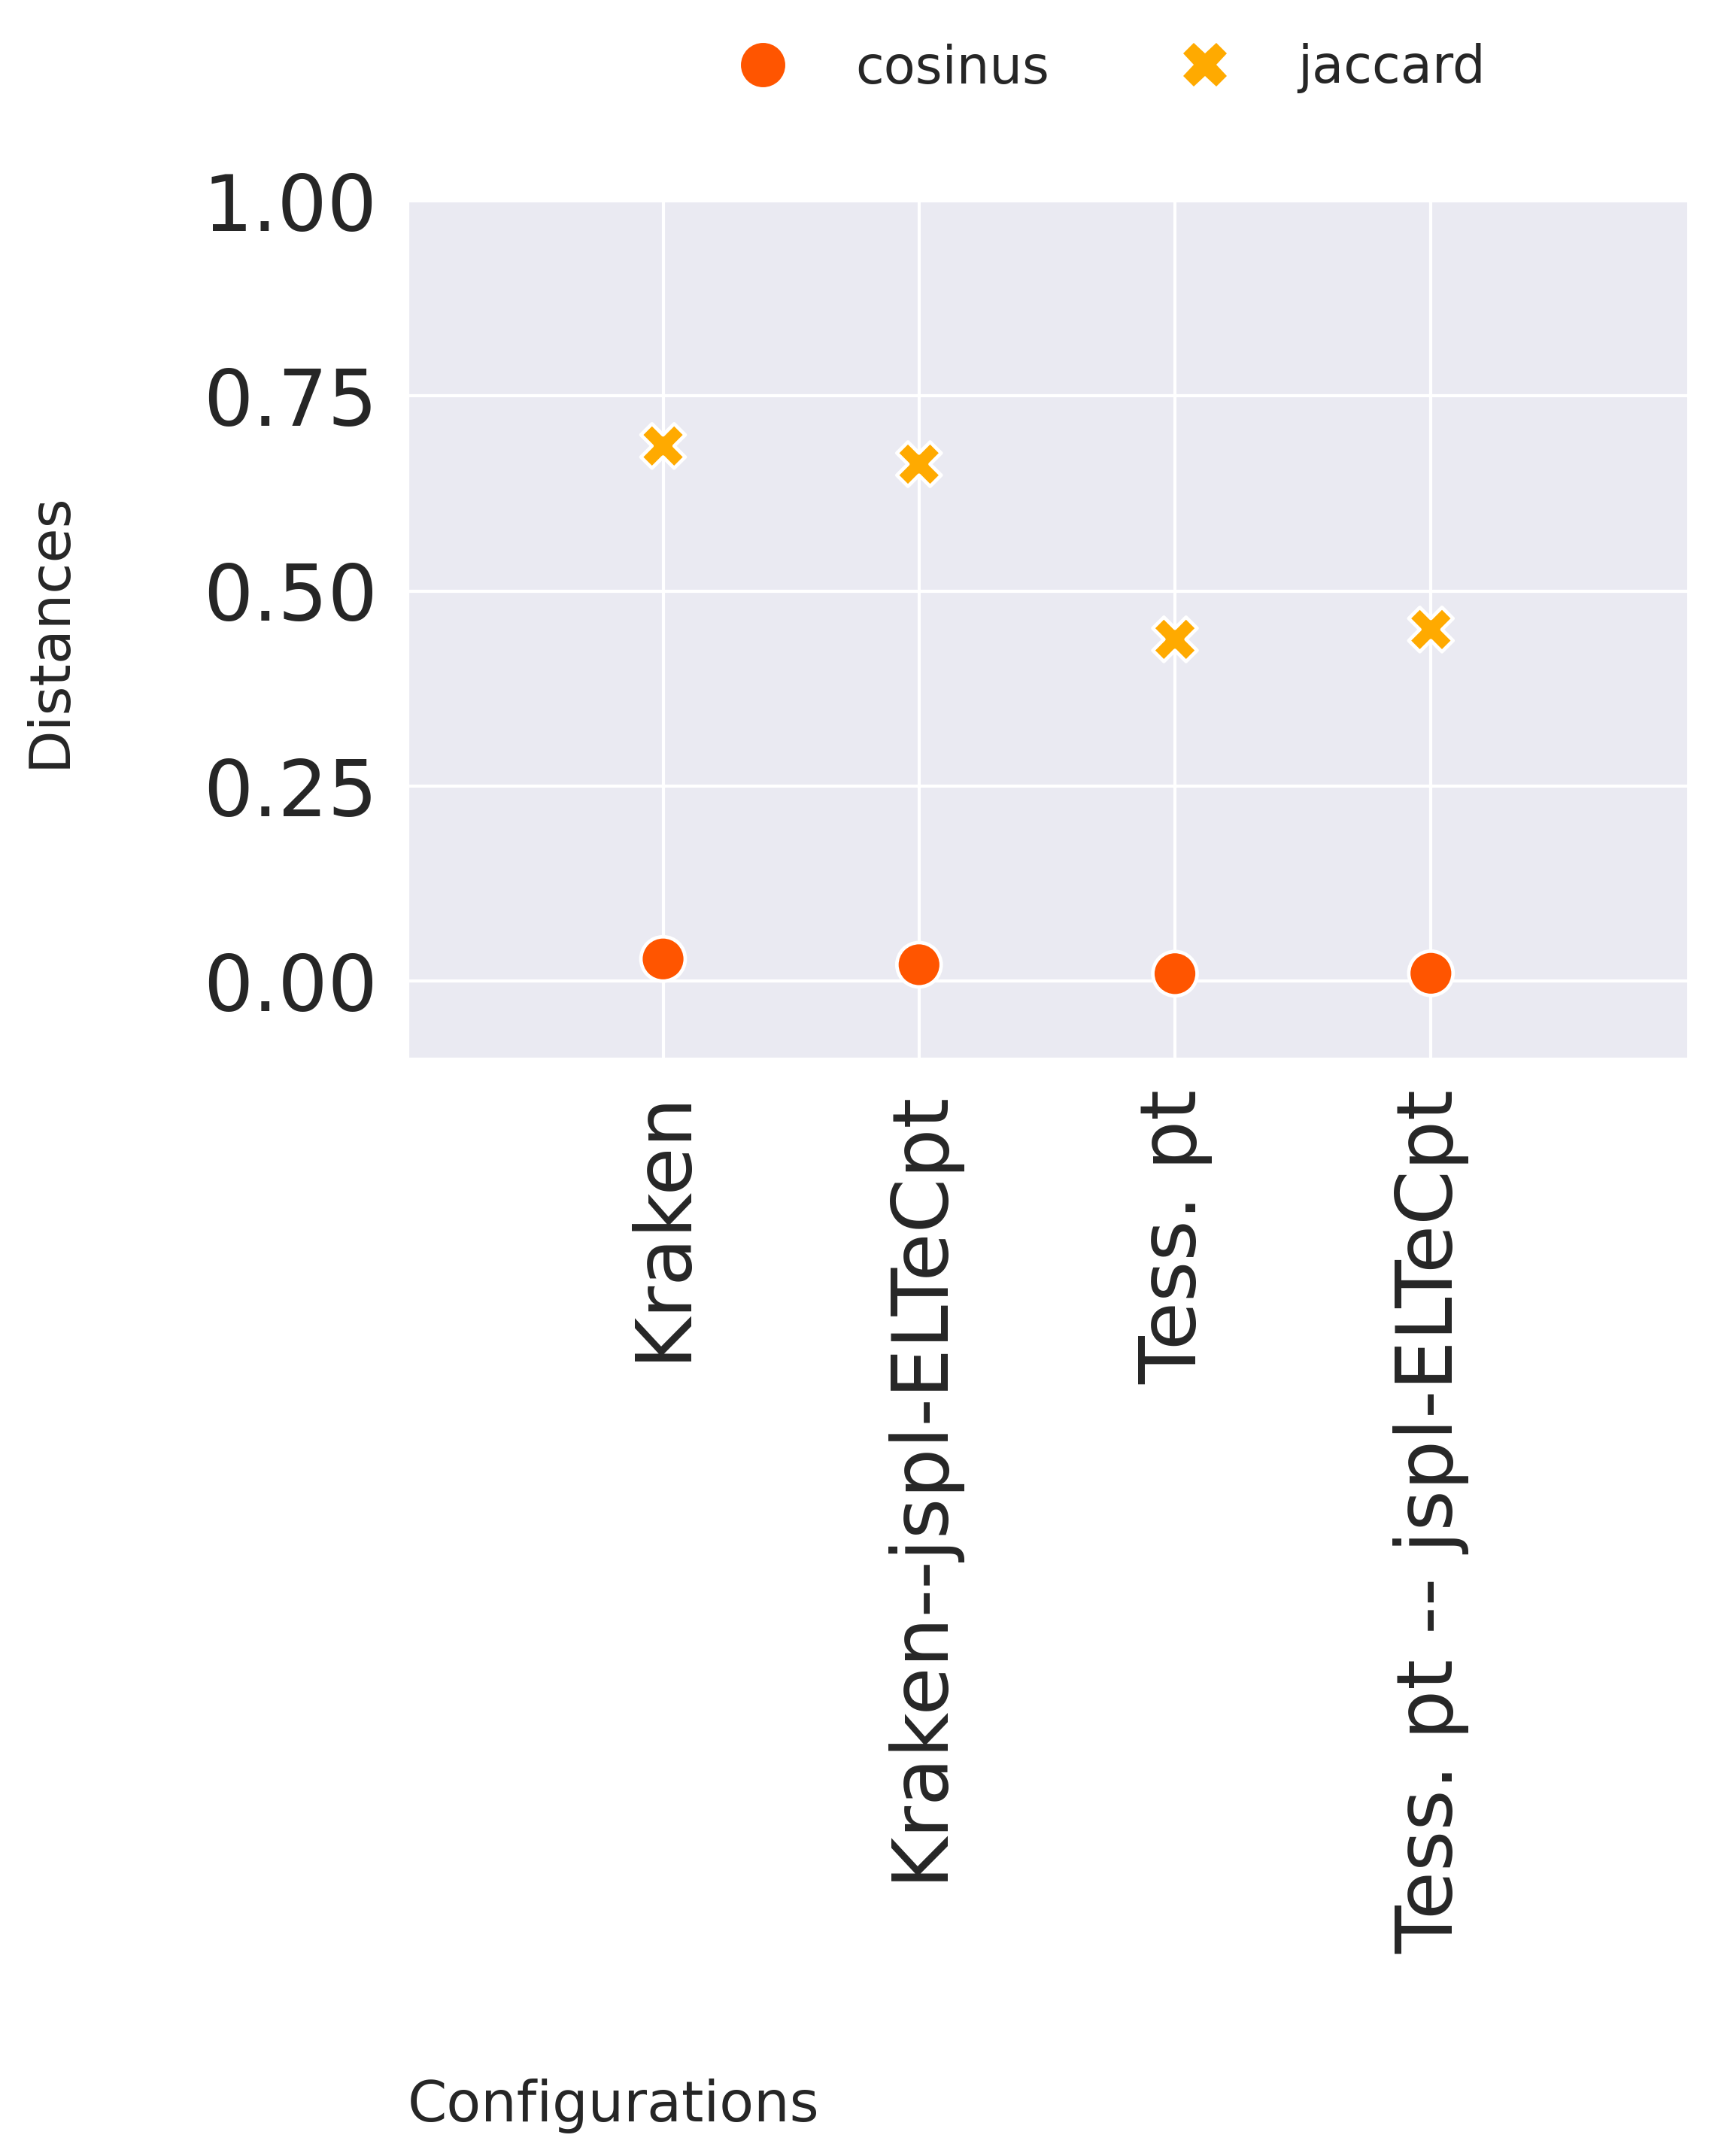 cosinus jaccard
Distances
1.00
0.75
0.50
0.25
0.00
Kraken
Kraken--jspl-ELTeCpt
Tess. pt
Tess. pt -- jspl-ELTeCpt
Configurations